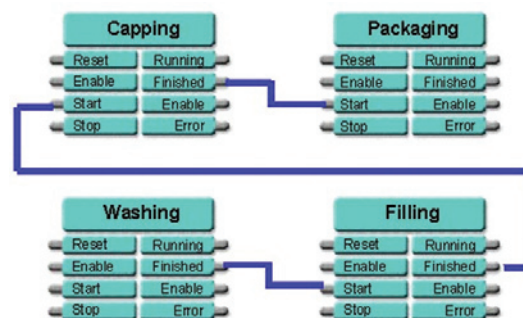 Capping
Reset Running
Enable Finished
Start Enable
Stop Error
Packaging
Reset Running
Enable Finished
Start Enable
Stop Error
Washing
Reset Running
Enable Finished
Start Enable
Stop Error
Filling
Reset Running
Enable Finished
Start Enable
Stop Error